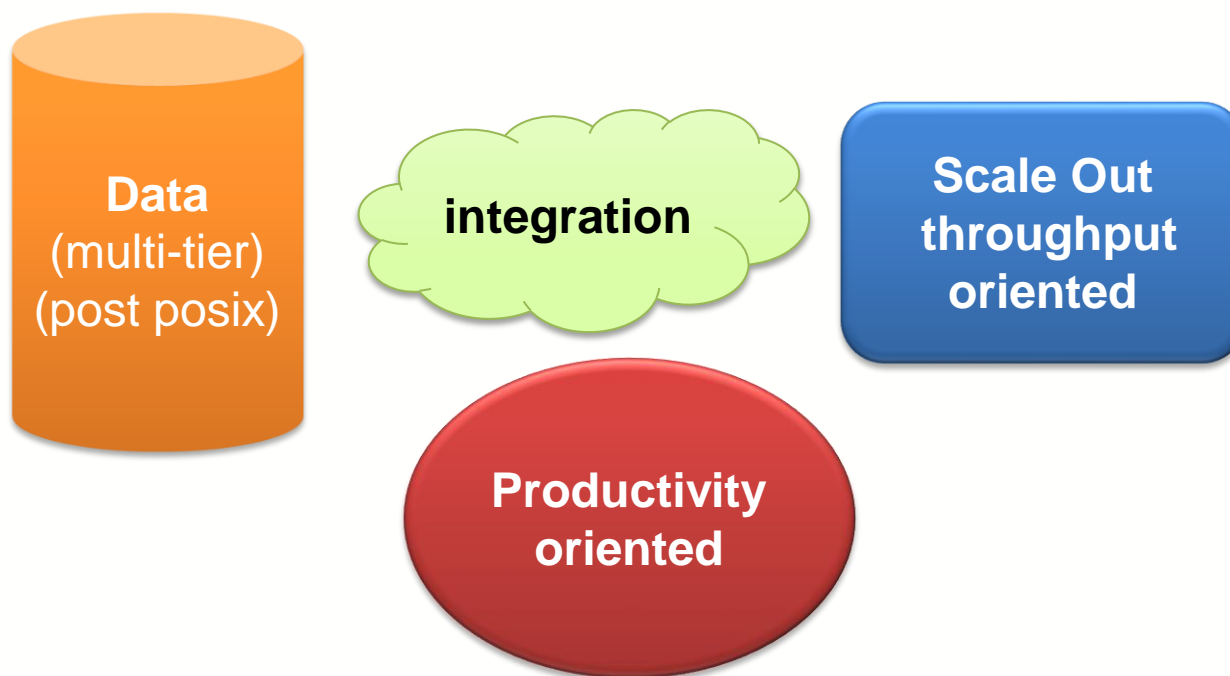 Data
(multi-tier)
(post posix)
integration
Scale Out
throughput
oriented
Productivity
oriented